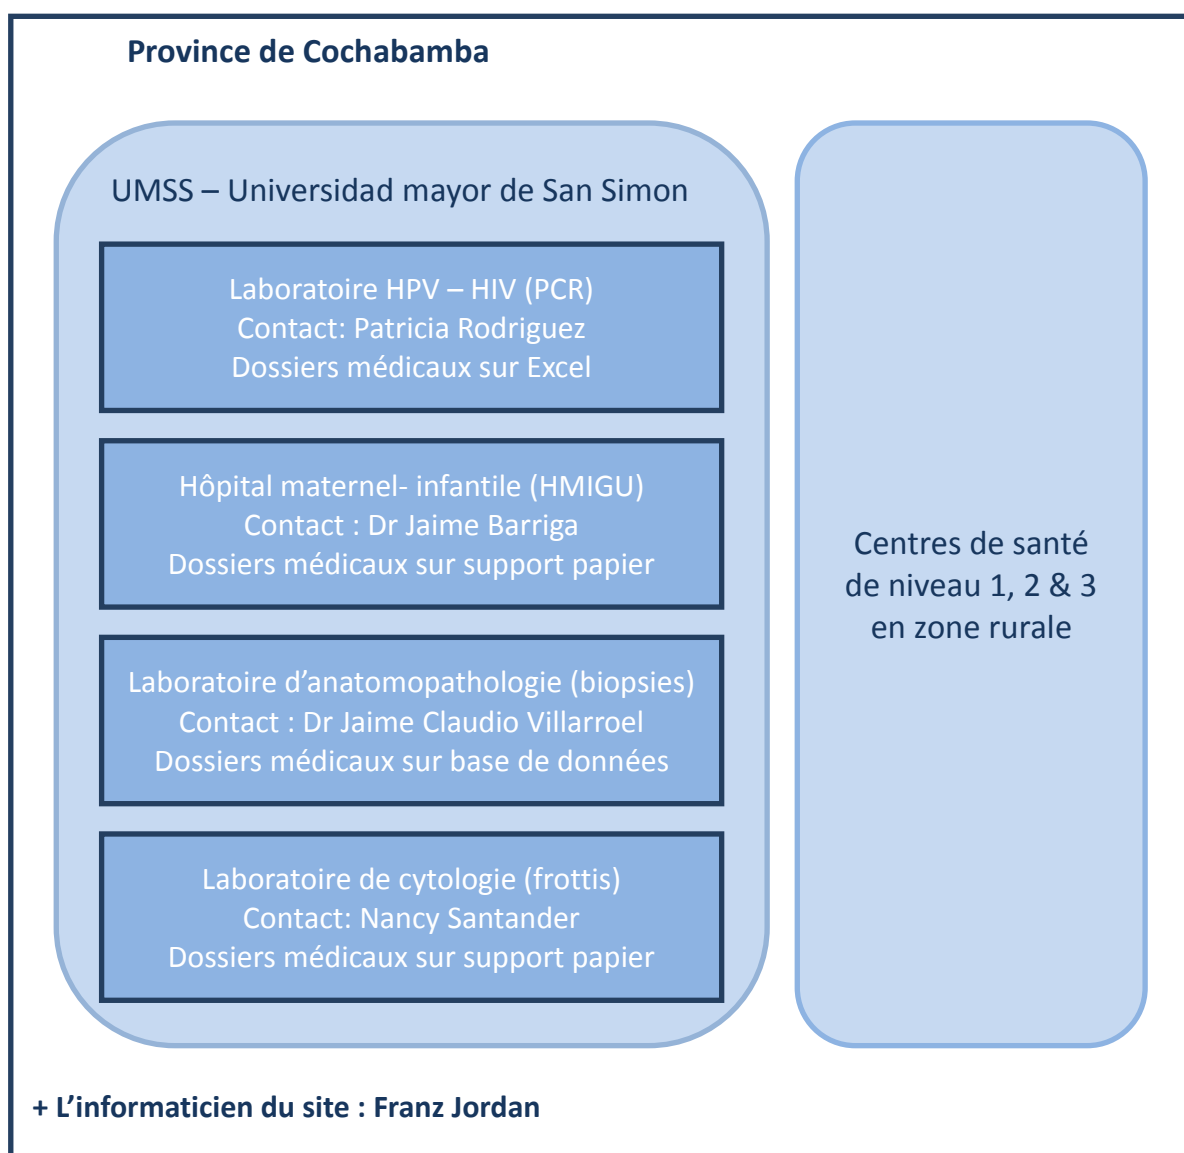 Province de Cochabamba
UMSS – Universidad mayor de San Simon
Laboratoire HPV – HIV (PCR)
Contact: Patricia Rodriguez
Dossiers médicaux sur Excel
Hôpital maternel- infantile (HMIGU)
Contact : Dr Jaime Barriga
Dossiers médicaux sur support papier
Laboratoire d’anatomopathologie (biopsies)
Contact : Dr Jaime Claudio Villarroel
Dossiers médicaux sur base de données
Laboratoire de cytologie (frottis)
Contact: Nancy Santander
Dossiers médicaux sur support papier
Centres de santé
de niveau 1, 2 & 3
en zone rurale
+ L’informaticien du site : Franz Jordan